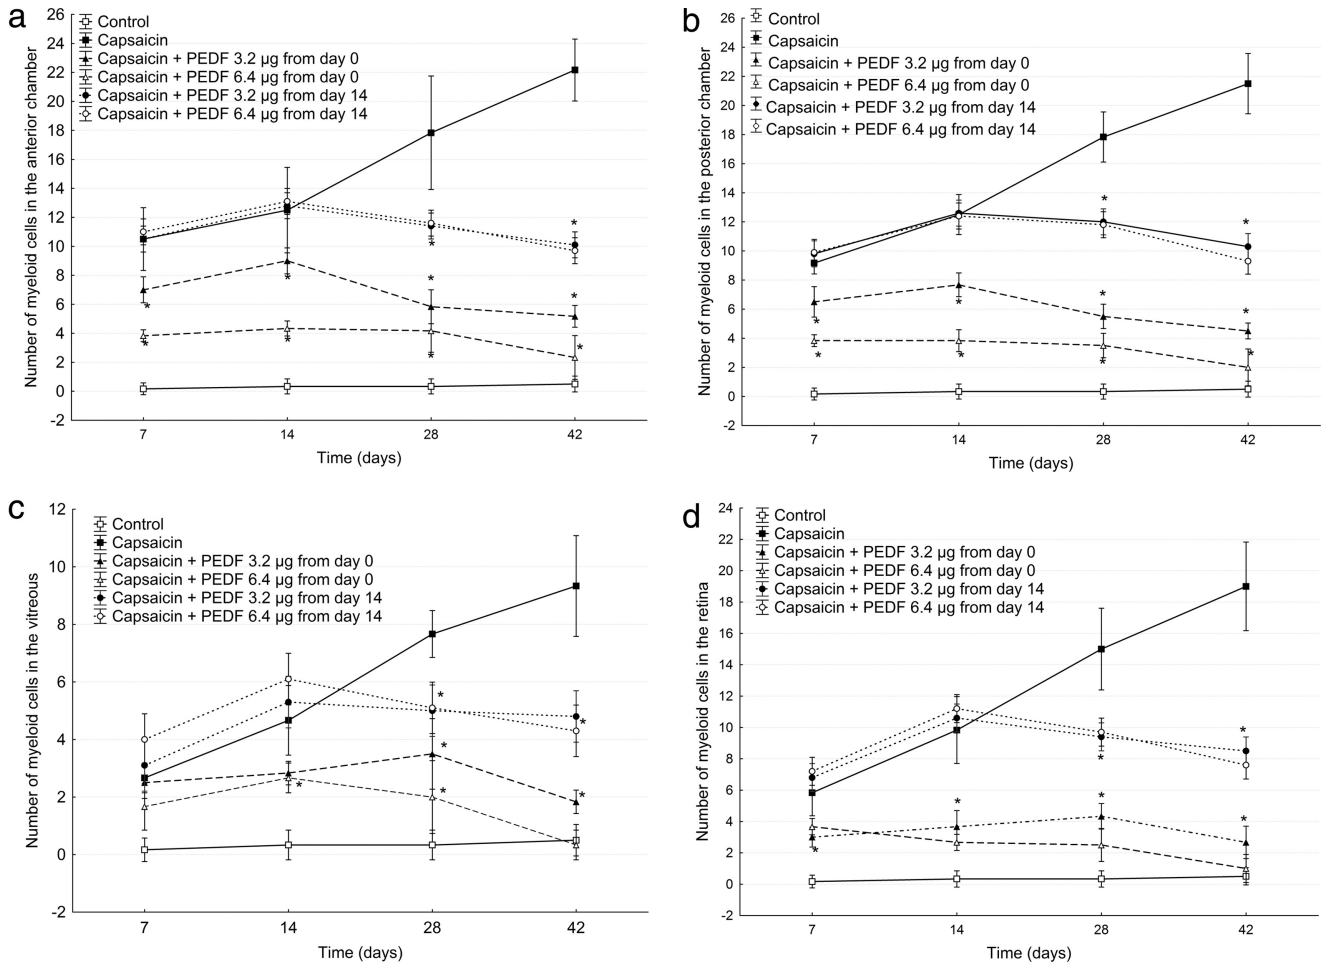 a
Number of myeloid cells in the anterior chamber
26
24
22
20
18
16
14
12
10
8
6
4
2
0
-2
Control
Capsaicin
Capsaicin + PEDF 3.2 µg from day 0
Capsaicin + PEDF 6.4 µg from day 0
Capsaicin + PEDF 3.2 µg from day 14
Capsaicin + PEDF 6.4 µg from day 14
* * * * * * * * * * *
7 14 28 42
Time (days)
b
Number of myeloid cells in the posterior chamber
26
24
22
20
18
16
14
12
10
8
6
4
2
0
-2
Control
Capsaicin
Capsaicin + PEDF 3.2 µg from day 0
Capsaicin + PEDF 6.4 µg from day 0
Capsaicin + PEDF 3.2 µg from day 14
Capsaicin + PEDF 6.4 µg from day 14
* * * * * * * * * *
7 14 28 42
Time (days)
c
Number of myeloid cells in the vitreous
12
10
8
6
4
2
0
-2
Control
Capsaicin
Capsaicin + PEDF 3.2 µg from day 0
Capsaicin + PEDF 6.4 µg from day 0
Capsaicin + PEDF 3.2 µg from day 14
Capsaicin + PEDF 6.4 µg from day 14
* * * * * *
7 14 28 42
Time (days)
d
Number of myeloid cells in the retina
24
22
20
18
16
14
12
10
8
6
4
2
0
-2
Control
Capsaicin
Capsaicin + PEDF 3.2 µg from day 0
Capsaicin + PEDF 6.4 µg from day 0
Capsaicin + PEDF 3.2 µg from day 14
Capsaicin + PEDF 6.4 µg from day 14
* * * * * *
7 14 28 42
Time (days)